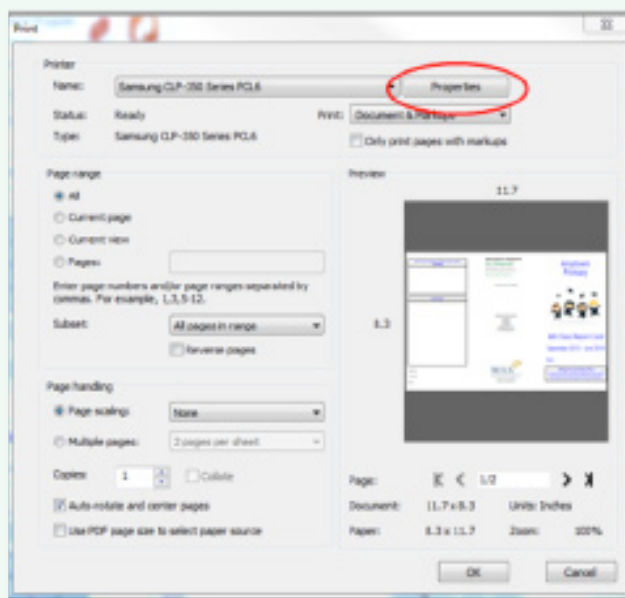 Print
Printer
Name: Samsung CLP-350 Series PCL6 Properties
Status: Ready Print: Document & Markups
Type: Samsung CLP-350 Series PCL6
Only print pages with markups
Page range
All
Current page
Current view
Pages:
Enter page numbers and/or page ranges separated by
commas. For example, 1,3,5-12.
Subset: All pages in range
Reverse pages
Page handling
Page scaling: None
Multiple pages: 2 pages per sheet
Copies: 1 Collate
Auto-rotate and center pages
Use PDF page size to select paper source
Preview
11.7
8.3
Primary
Page: 1/2
Document: 11.7 x 8.3 Units: Inches
Paper: 8.3 x 11.7 Zoom: 100%
OK Cancel